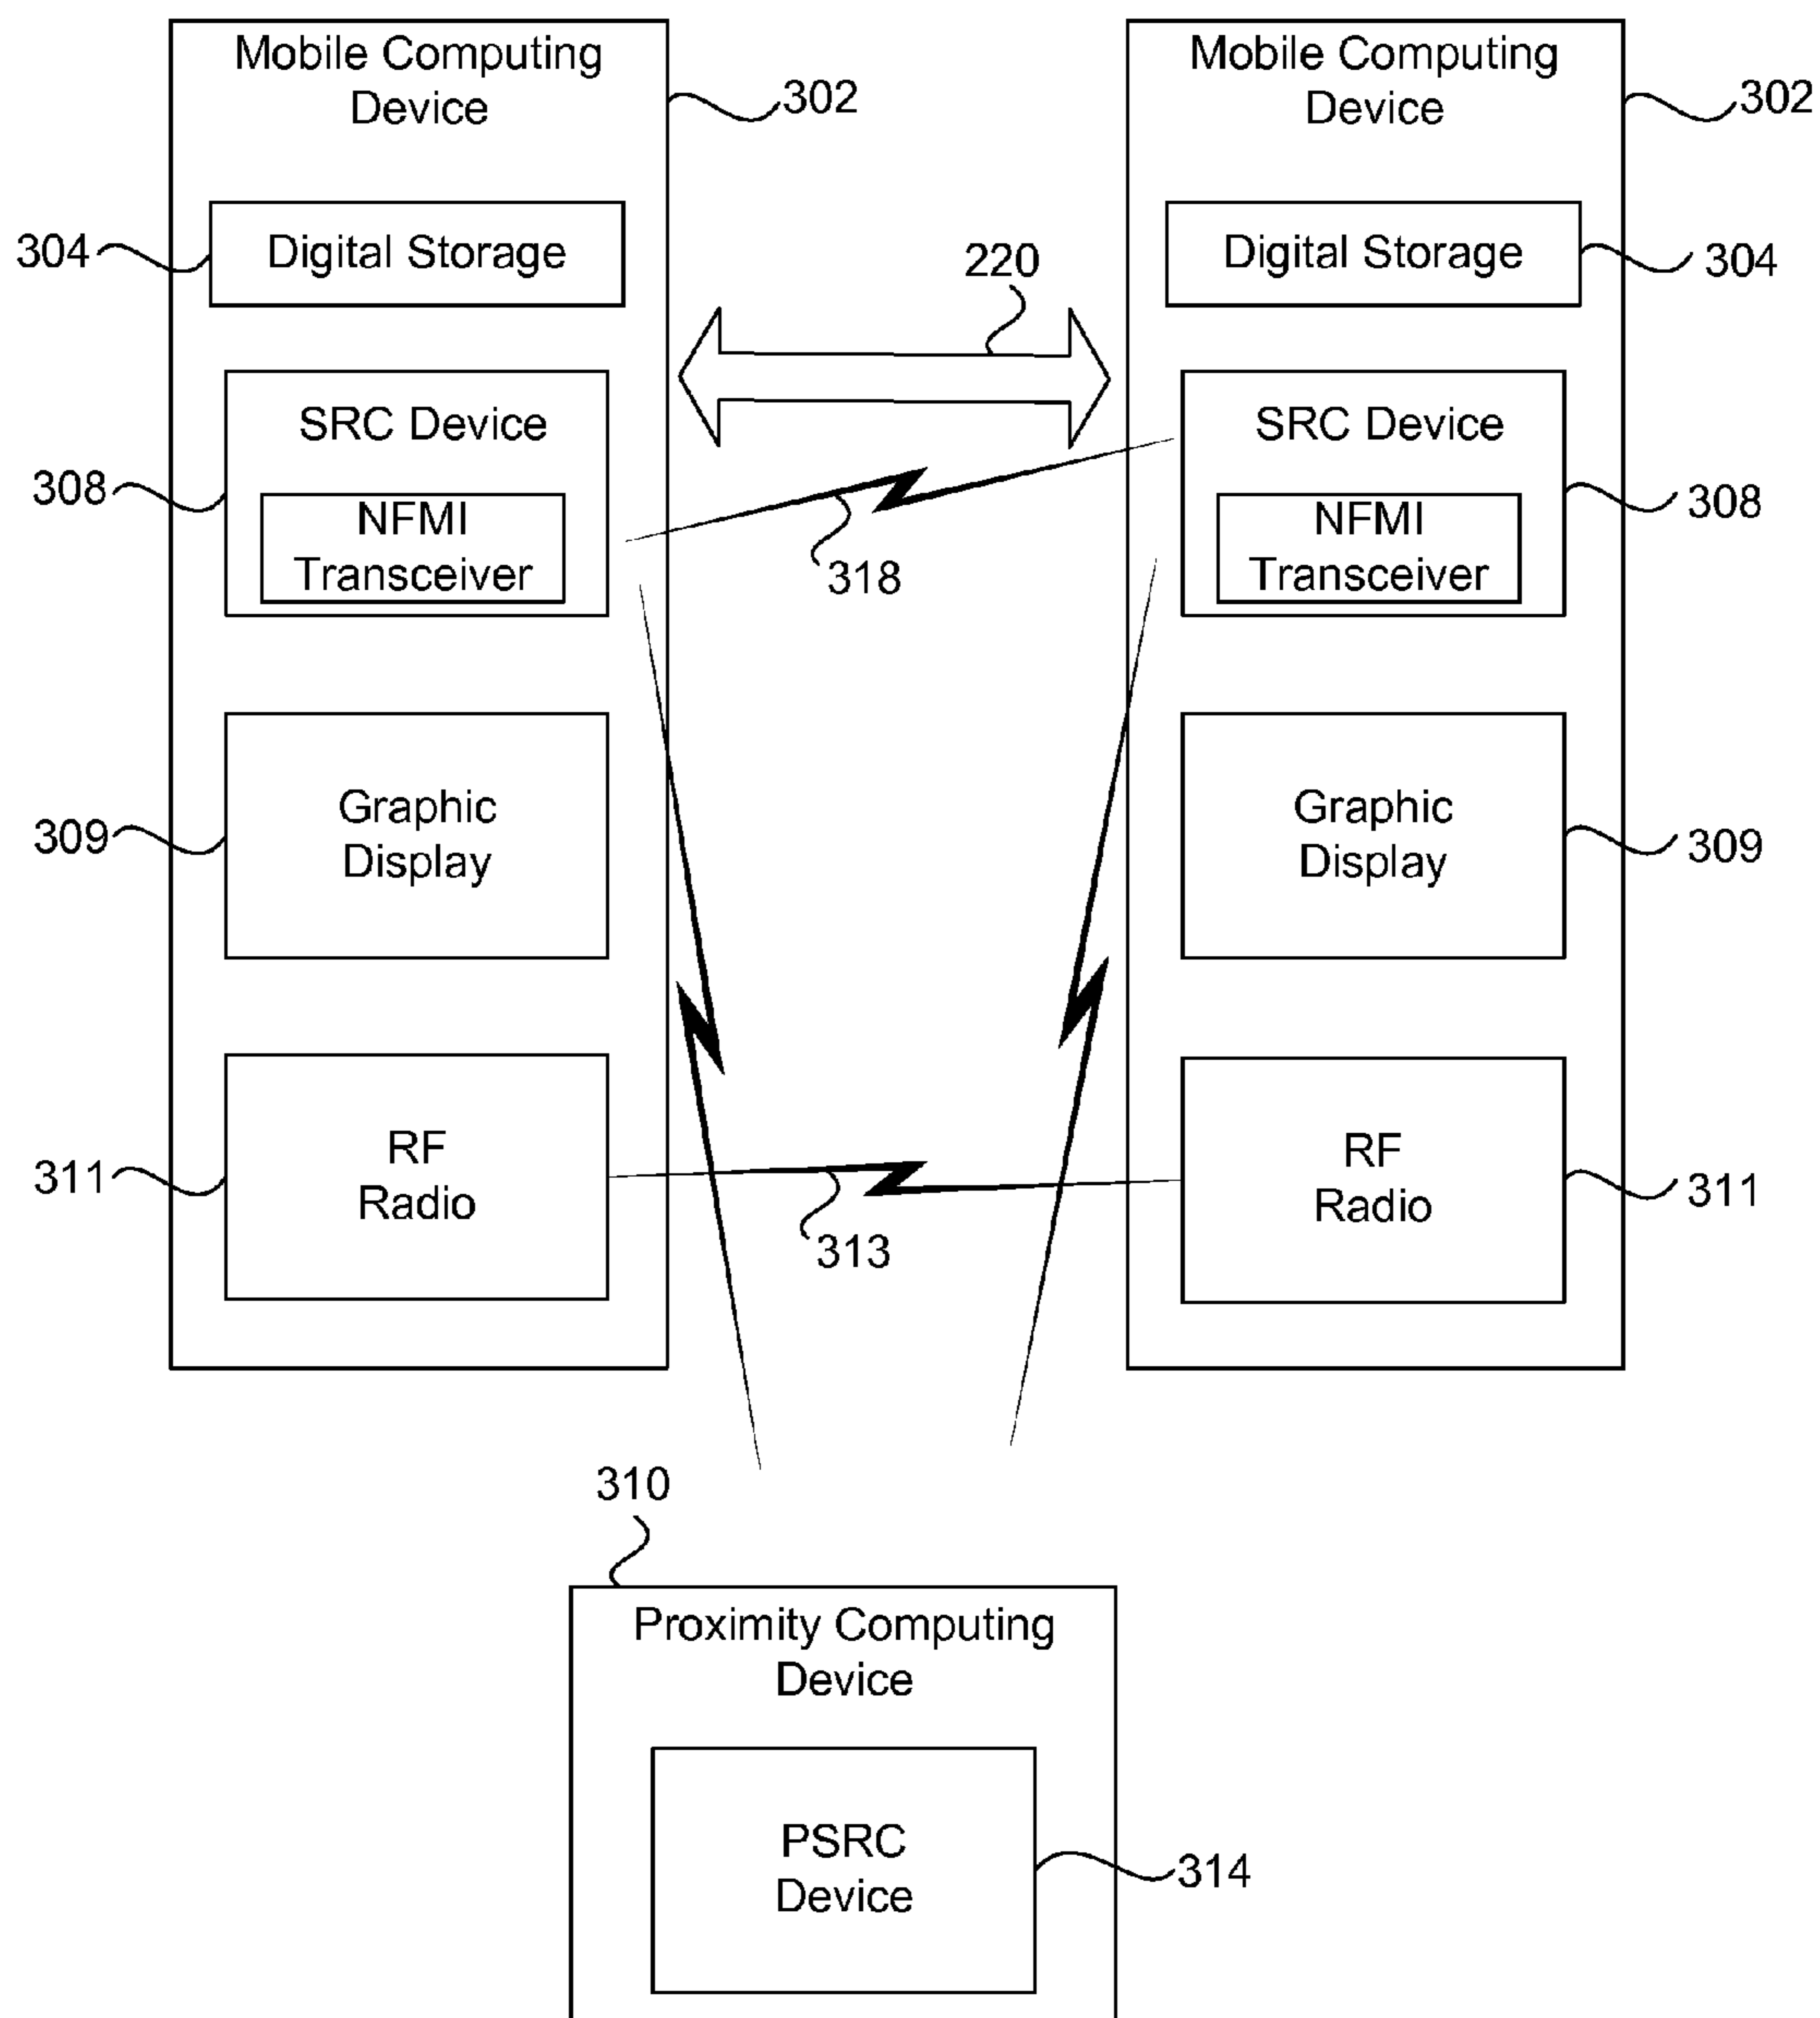 Mobile Computing
Device
302
304
Digital Storage
308
SRC Device
NFMI
Transceiver
309
Graphic
Display
311
RF
Radio
220
318
313
Mobile Computing
Device
302
Digital Storage
304
SRC Device
NFMI
Transceiver
308
Graphic
Display
309
RF
Radio
311
310
Proximity Computing
Device
PSRC
Device
314